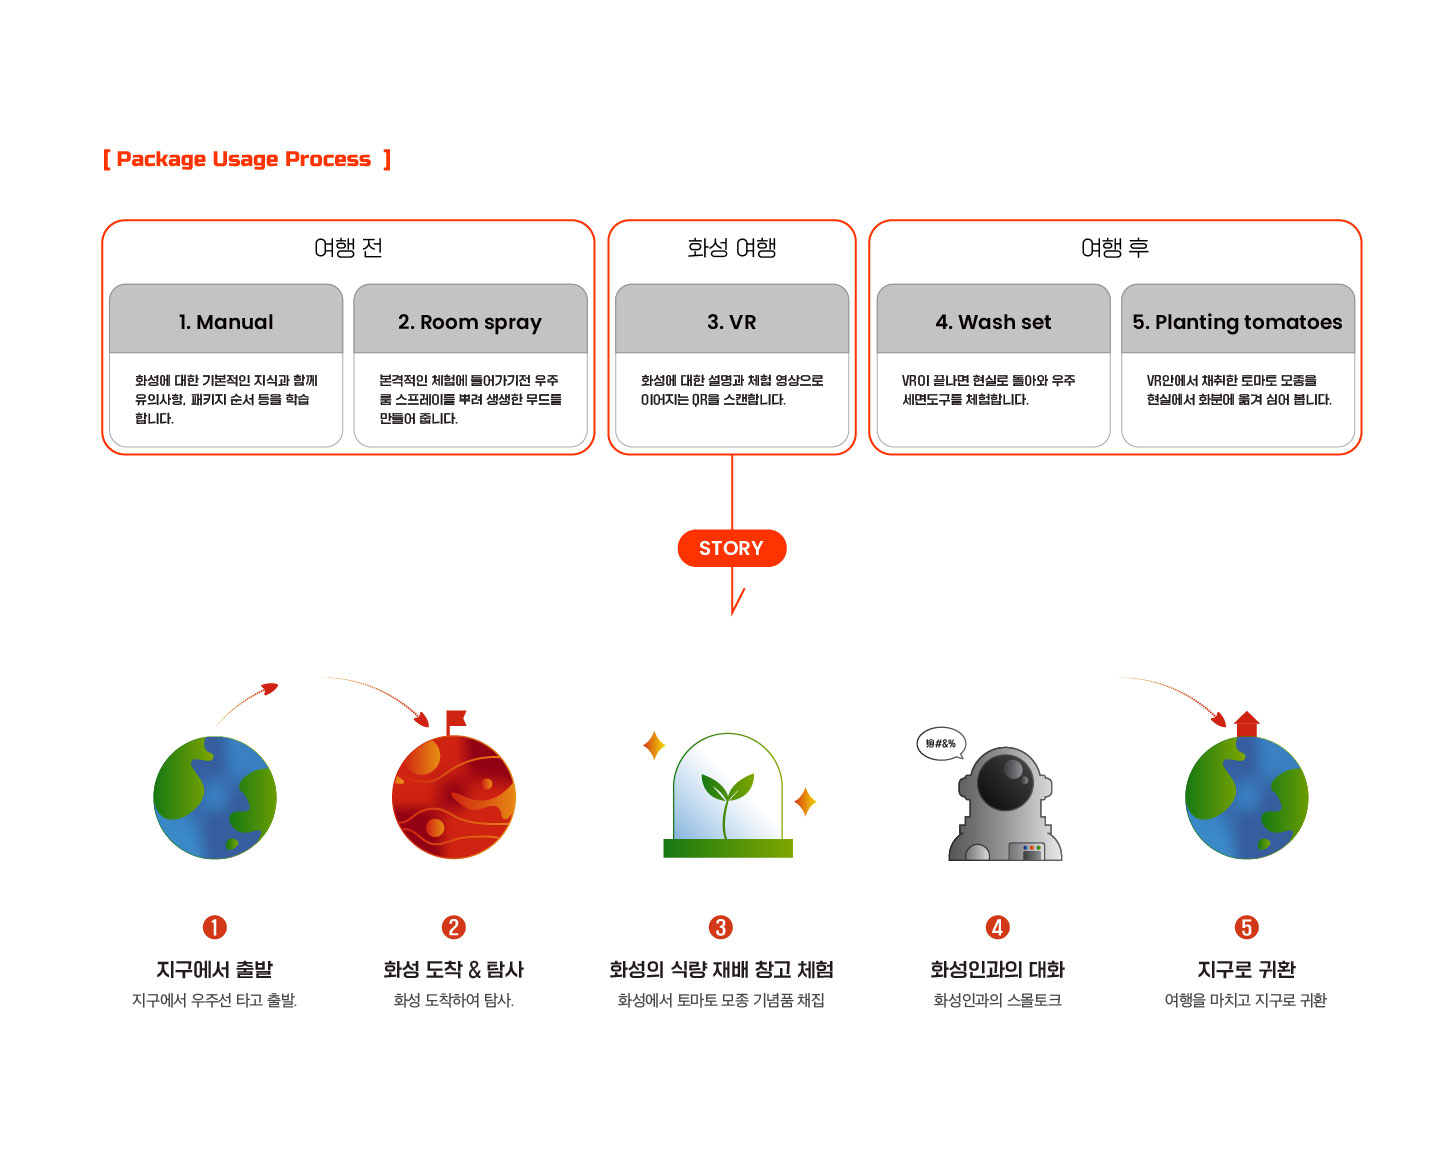 [ Package Usage Process ]
여행 전
화성 여행
여행 후
1. Manual
2. Room spray
3. VR
4. Wash set
5. Planting tomatoes
화성에 대한 기본적인 지식과 함께
유의사항, 패키지 순서 등을 학습
합니다.
본격적인 체험에 들어가기전 우주
룸 스프레이를 뿌려 생생한 무드를
만들어 줍니다.
화성에 대한 설명과 체험 영상으로
이어지는 QR을 스캔합니다.
VR이 끝나면 현실로 돌아와 우주
세면도구를 체험합니다.
VR안에서 채취한 토마토 모종을
현실에서 화분에 옮겨 심어 봅니다.
STORY
!@#&%
1
지구에서 출발
지구에서 우주선 타고 출발.
2
화성 도착 & 탐사
화성 도착하여 탐사.
3
화성의 식량 재배 창고 체험
화성에서 토마토 모종 기념품 채집
4
화성인과의 대화
화성인과의 스몰토크
5
지구로 귀환
여행을 마치고 지구로 귀환